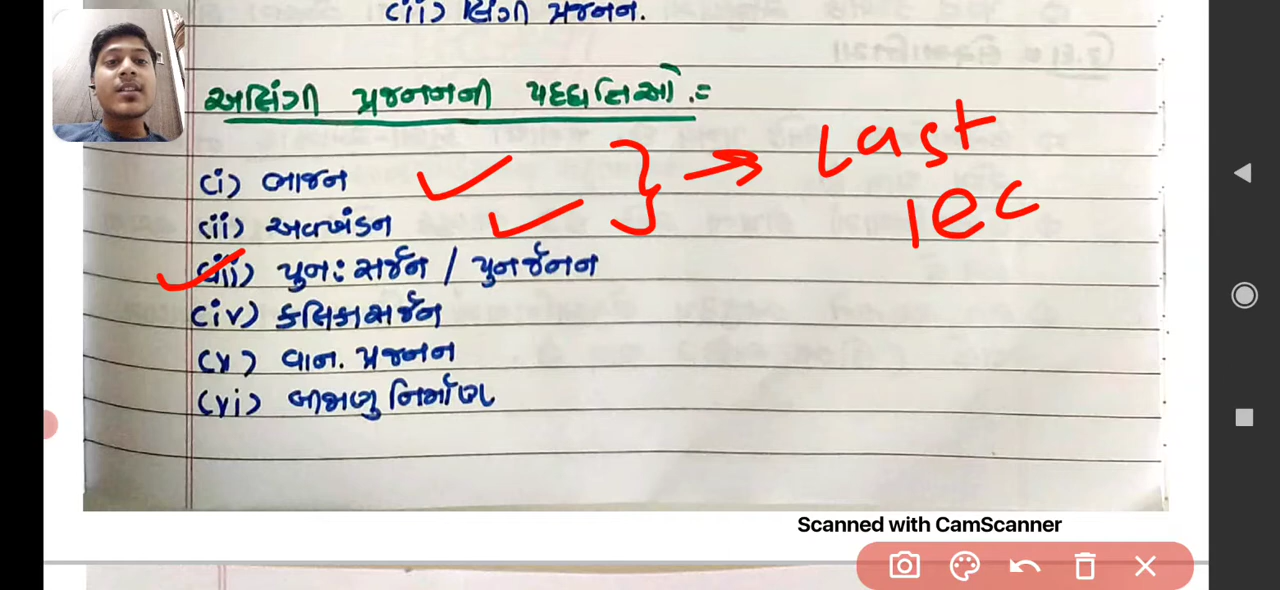 (ii) લિંગી પ્રજનન.
અલિંગી પ્રજનનની પદ્ધતિઓ :=
(i) ભાજન
(ii) અવખંડન
} → Last lec
(iii) પુનઃસર્જન / પુનર્જનન
(iv) કલિકાસર્જન
(v) વાન. પ્રજનન
(vi) બીજાણુ નિર્માણ
Scanned with CamScanner